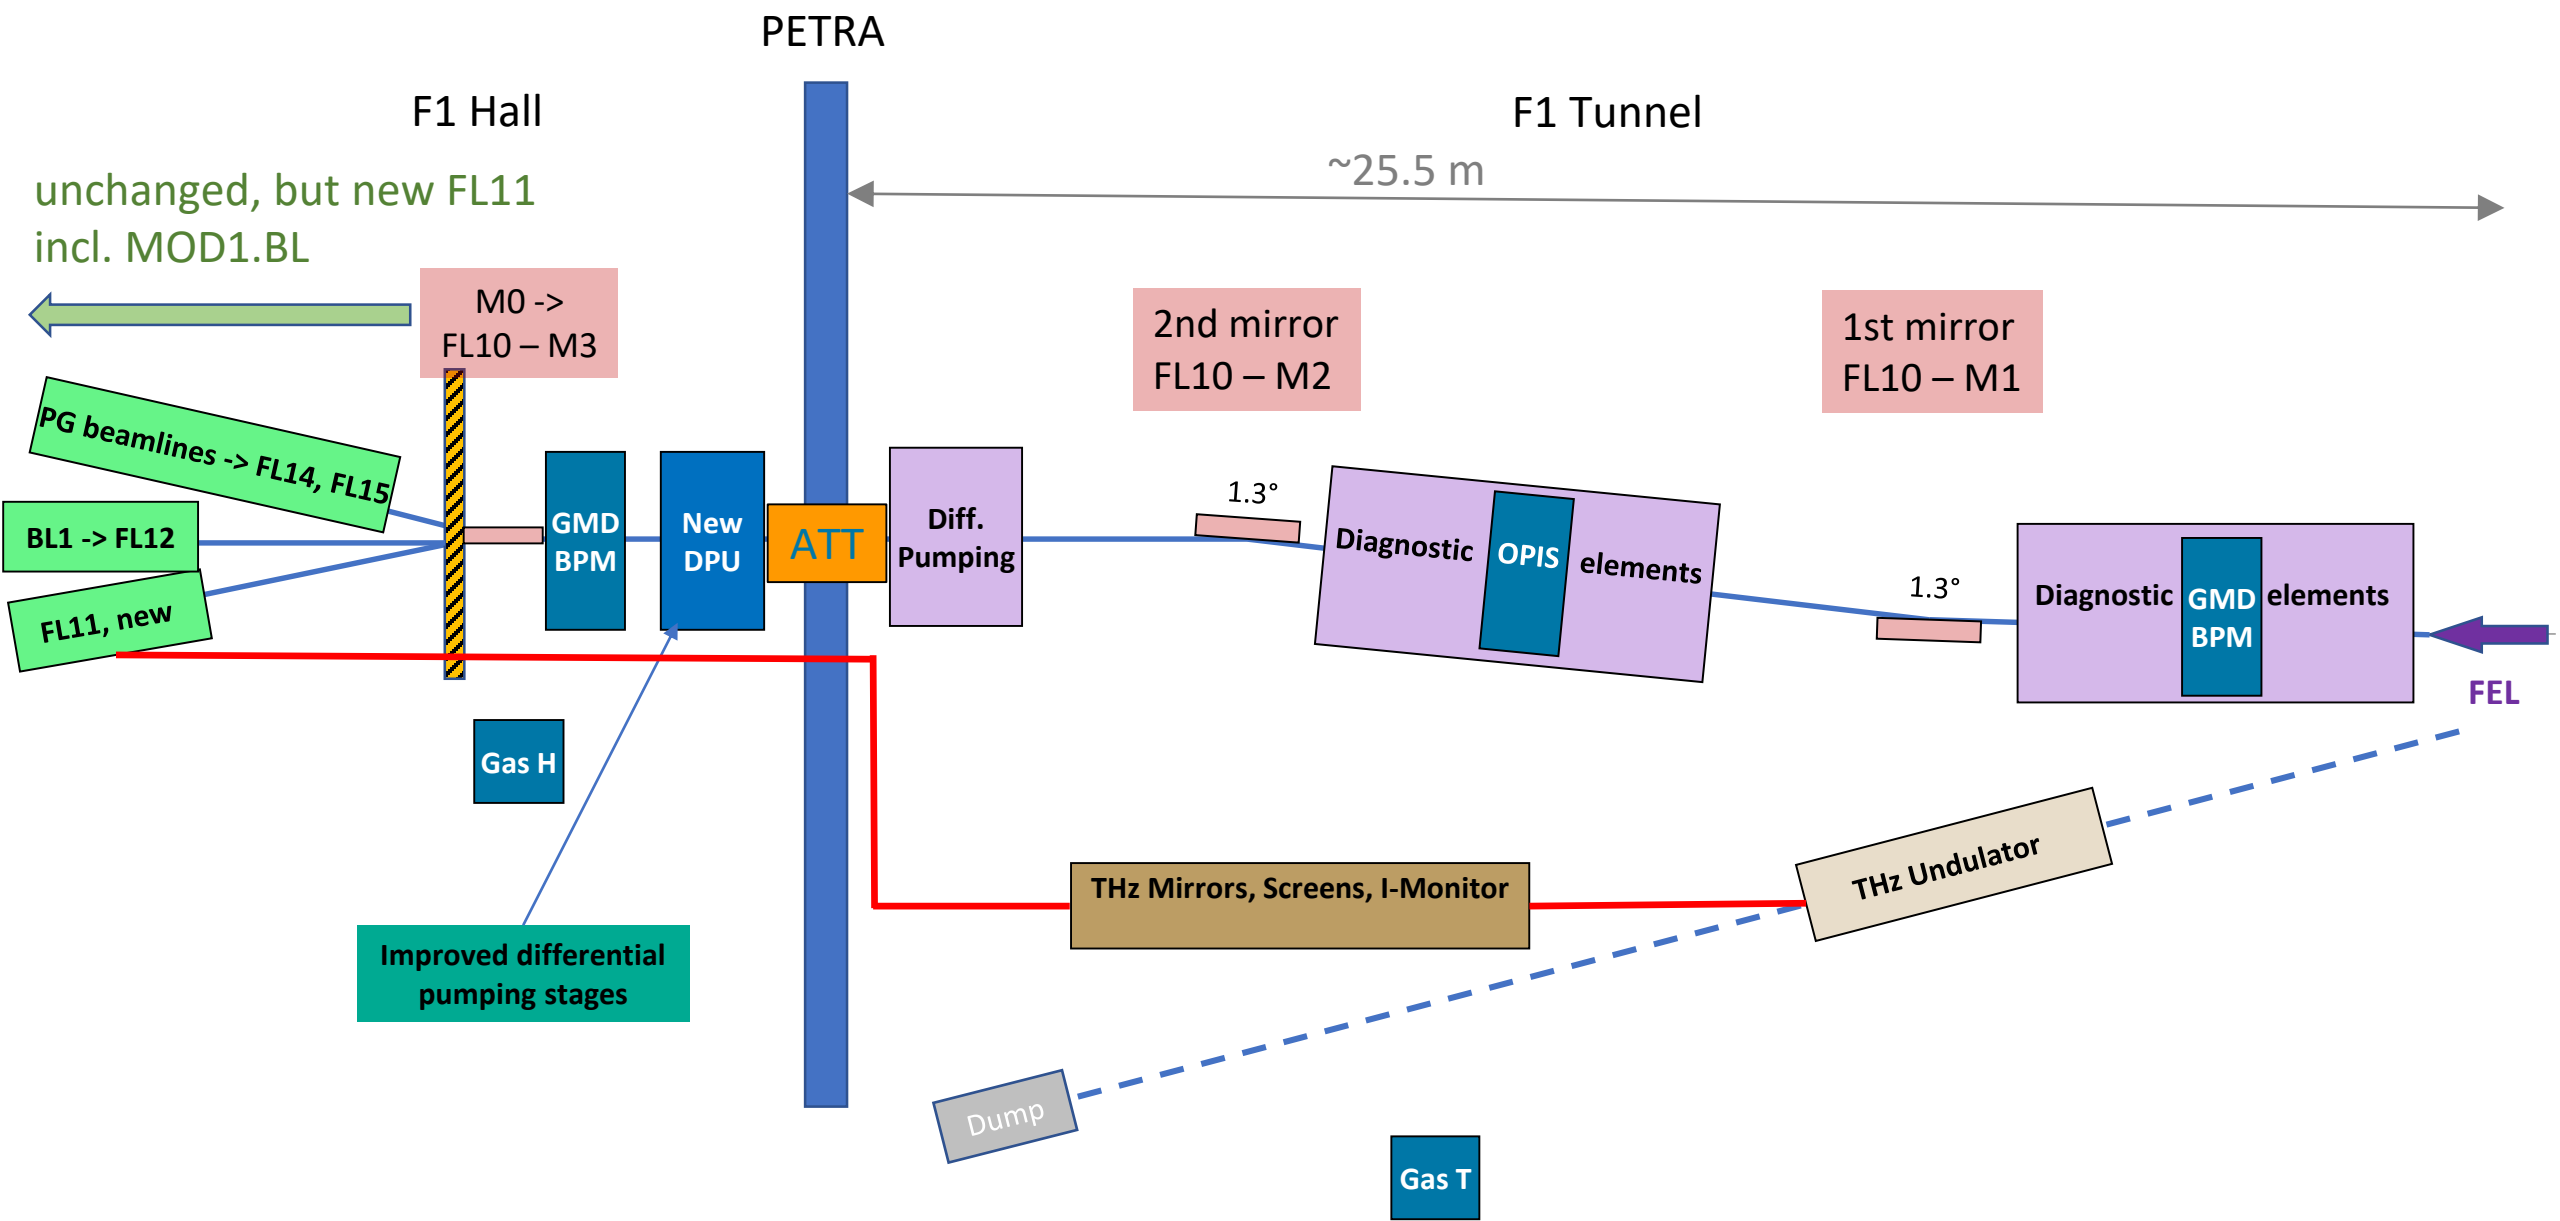 PETRA
F1 Hall
F1 Tunnel
~25.5 m
unchanged, but new FL11
incl. MOD1.BL
M0 ->
FL10 – M3
2nd mirror
FL10 – M2
1st mirror
FL10 – M1
PG beamlines -> FL14, FL15
BL1 -> FL12
FL11, new
GMD
BPM
New
DPU
ATT
Diff.
Pumping
1.3°
Diagnostic
OPIS
elements
1.3°
Diagnostic
GMD
BPM
elements
FEL
Gas H
THz Mirrors, Screens, I-Monitor
THz Undulator
Improved differential
pumping stages
Dump
Gas T